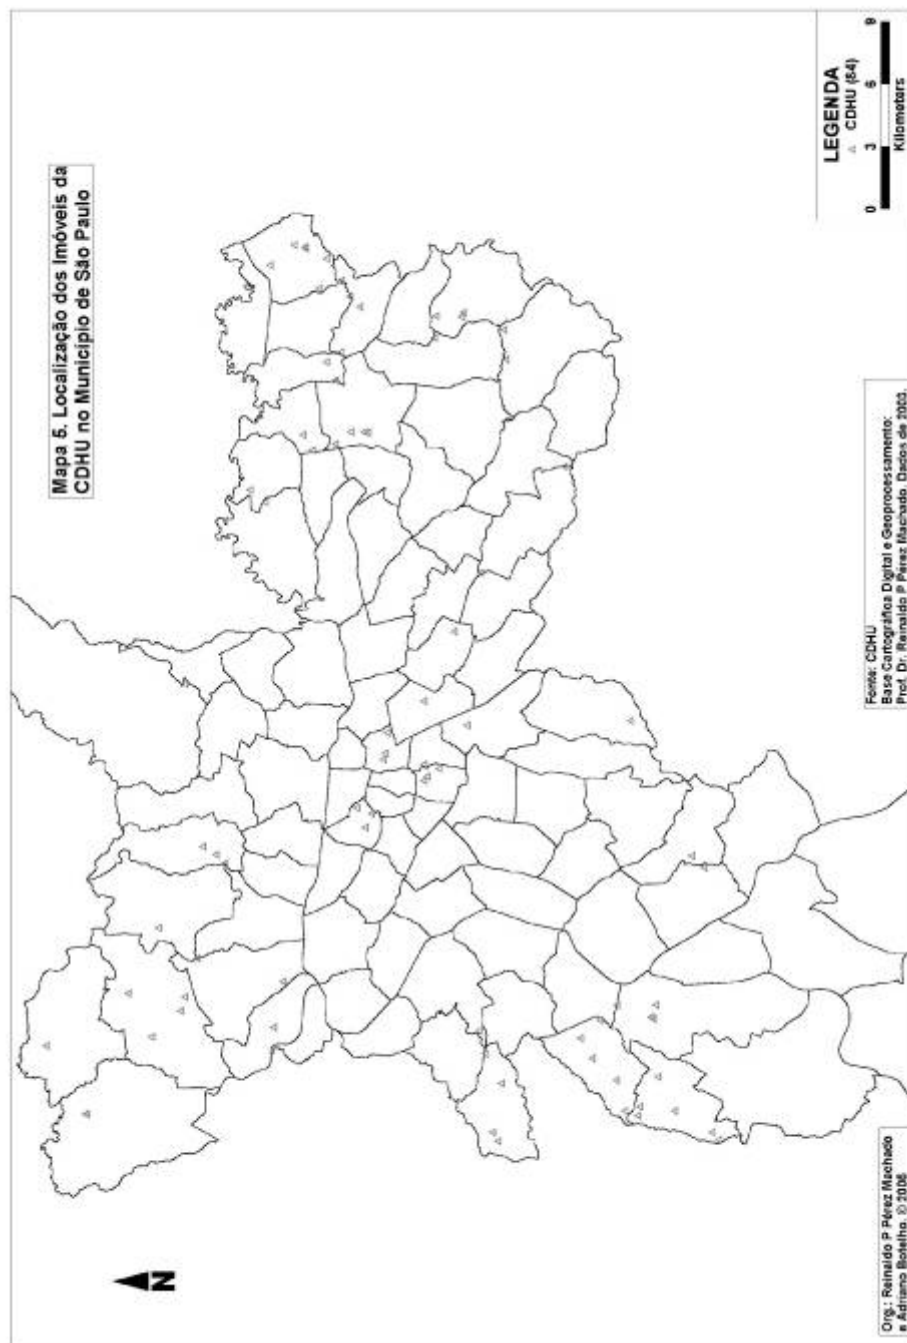 Mapa 5. Localização dos Imóveis da
CDHU no Município de São Paulo
LEGENDA
CDHU (84)
0 3 6 9
Kilometers
N
Org.: Reinaldo P Pérez Machado
e Adriano Botelho. © 2006
Fonte: CDHU
Base Cartográfica Digital e Geoprocessamento:
Prof. Dr. Reinaldo P Pérez Machado. Dados de 2003.